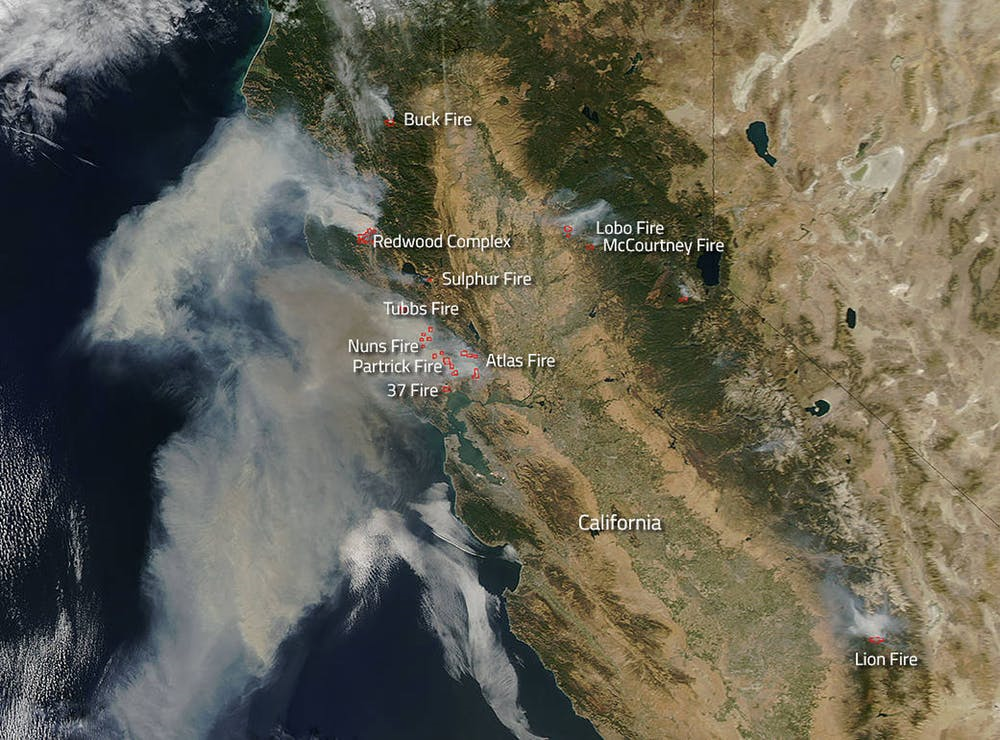 Buck Fire
Lobo Fire
Redwood Complex
McCourtney Fire
Sulphur Fire
Tubbs Fire
Nuns Fire
Atlas Fire
Partrick Fire
37 Fire
California
Lion Fire